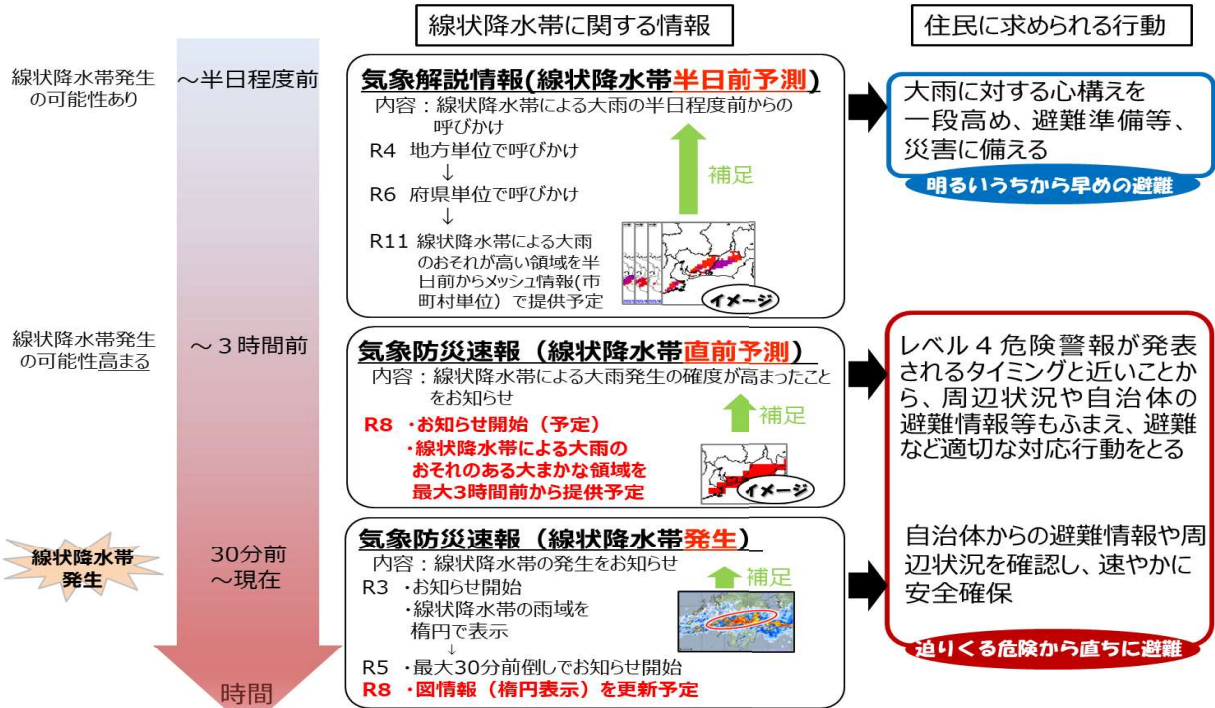 線状降水帯に関する情報
住民に求められる行動
線状降水帯発生
の可能性あり
～半日程度前
気象解説情報(線状降水帯半日前予測)
内容：線状降水帯による大雨の半日程度前からの
呼びかけ
R4 地方単位で呼びかけ
↓
R6 府県単位で呼びかけ
↓
R11 線状降水帯による大雨
のおそれが高い領域を半
日前からメッシュ情報(市
町村単位）で提供予定
補足
イメージ
大雨に対する心構えを
一段高め、避難準備等、
災害に備える
明るいうちから早めの避難
線状降水帯発生
の可能性高まる
～３時間前
気象防災速報（線状降水帯直前予測）
内容：線状降水帯による大雨発生の確度が高まったこと
をお知らせ
R8 ・お知らせ開始（予定）
・線状降水帯による大雨の
おそれのある大まかな領域を
最大3時間前から提供予定
補足
イメージ
レベル４危険警報が発表
されるタイミングと近いことか
ら、周辺状況や自治体の
避難情報等もふまえ、避難
など適切な対応行動をとる
線状降水帯
発生
30分前
～現在
気象防災速報（線状降水帯発生）
内容：線状降水帯の発生をお知らせ
R3 ・お知らせ開始
・線状降水帯の雨域を
楕円で表示
↓
R5 ・最大30分前倒しでお知らせ開始
R8 ・図情報（楕円表示）を更新予定
補足
自治体からの避難情報や周
辺状況を確認し、速やかに
安全確保
迫りくる危険から直ちに避難
時間